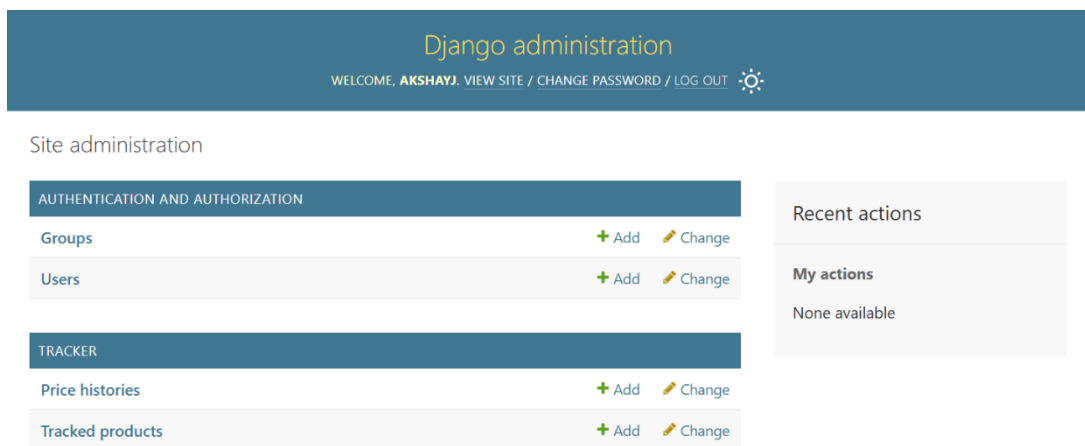 Django administration
WELCOME, AKSHAYJ. VIEW SITE / CHANGE PASSWORD / LOG OUT
Site administration
AUTHENTICATION AND AUTHORIZATION
Groups + Add Change
Users + Add Change
TRACKER
Price histories + Add Change
Tracked products + Add Change
Recent actions
My actions
None available